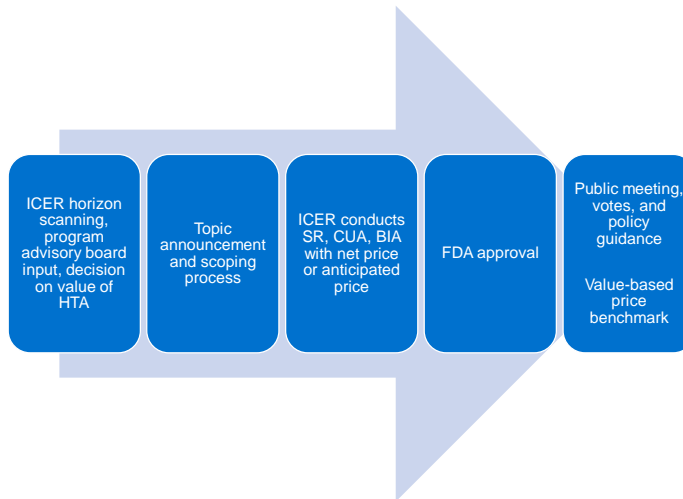 ICER horizon
scanning,
program
advisory board
input, decision
on value of
HTA
Topic
announcement
and scoping
process
ICER conducts
SR, CUA, BIA
with net price
or anticipated
price
FDA approval
Public meeting,
votes, and
policy
guidance
Value-based
price
benchmark